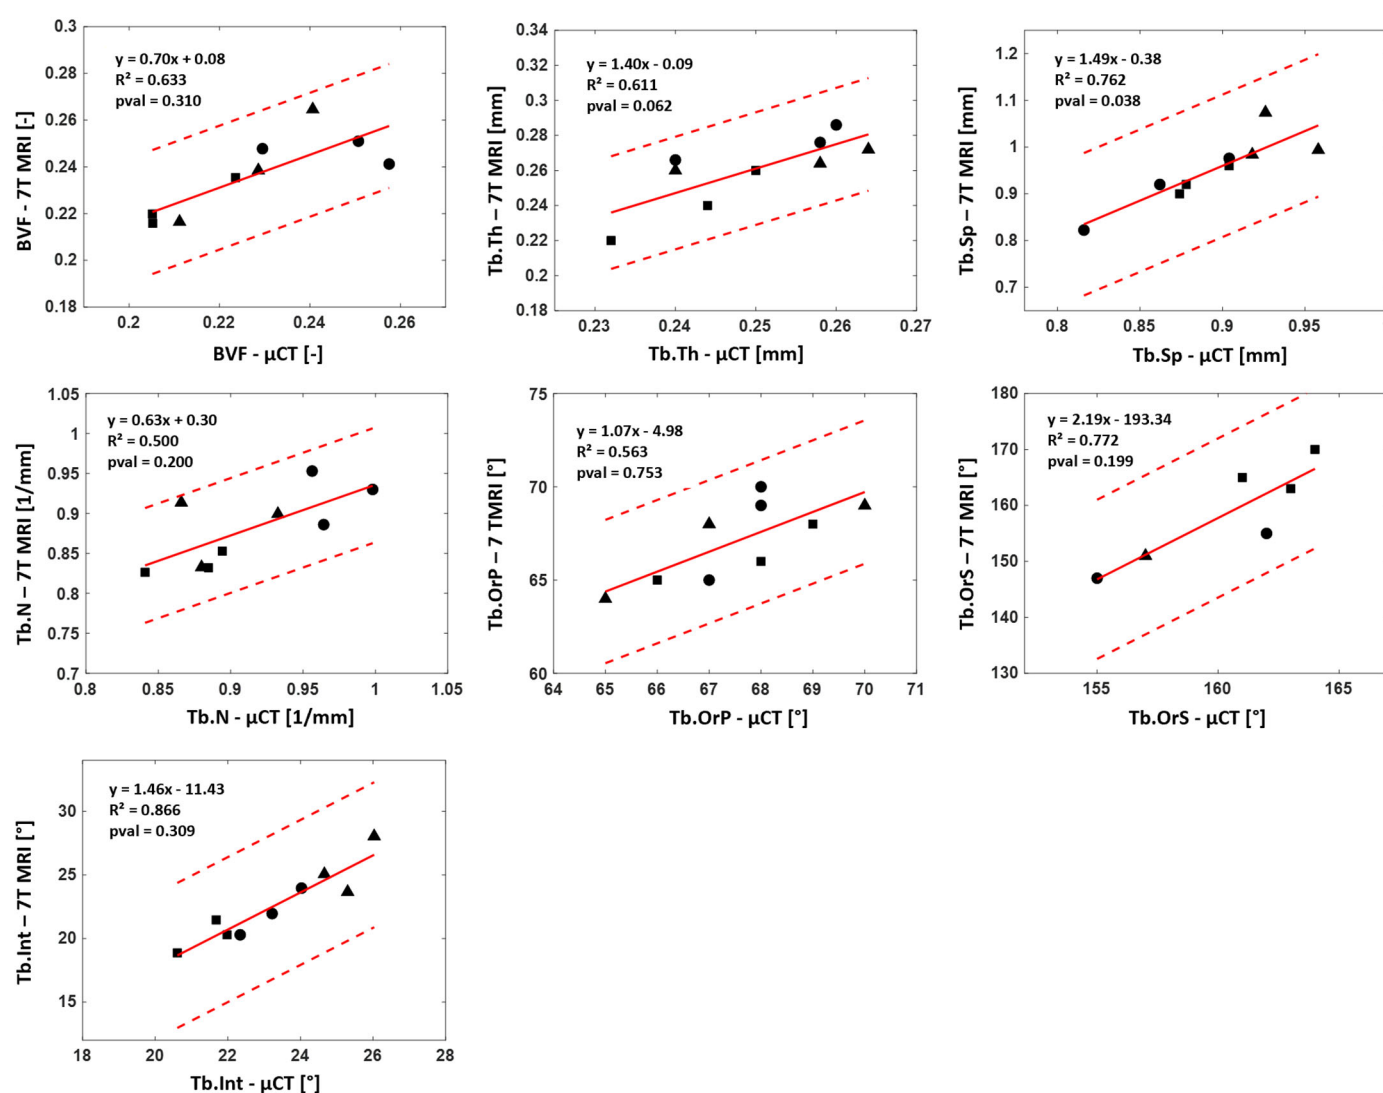 0.3
0.28
0.26
0.24
0.22
0.2
0.18
BVF - 7T MRI [-]
y = 0.70x + 0.08
R² = 0.633
pval = 0.310
0.2 0.22 0.24 0.26
BVF - μCT [-]
0.34
0.32
0.3
0.28
0.26
0.24
0.22
0.2
0.18
Tb.Th – 7T MRI [mm]
y = 1.40x - 0.09
R² = 0.611
pval = 0.062
0.23 0.24 0.25 0.26 0.27
Tb.Th - μCT [mm]
1.2
1.1
1
0.9
0.8
0.7
Tb.Sp – 7T MRI [mm]
y = 1.49x - 0.38
R² = 0.762
pval = 0.038
0.8 0.85 0.9 0.95
Tb.Sp - μCT [mm]
1.05
1
0.95
0.9
0.85
0.8
0.75
0.7
Tb.N – 7T MRI [1/mm]
y = 0.63x + 0.30
R² = 0.500
pval = 0.200
0.8 0.85 0.9 0.95 1 1.05
Tb.N - μCT [1/mm]
75
70
65
60
Tb.OrP – 7 TMRI [°]
y = 1.07x - 4.98
R² = 0.563
pval = 0.753
64 65 66 67 68 69 70 71
Tb.OrP - μCT [°]
180
170
160
150
140
130
Tb.OrS – 7T MRI [°]
y = 2.19x - 193.34
R² = 0.772
pval = 0.199
155 160 165
Tb.OrS - μCT [°]
30
25
20
15
Tb.Int – 7T MRI [°]
y = 1.46x - 11.43
R² = 0.866
pval = 0.309
18 20 22 24 26 28
Tb.Int - μCT [°]